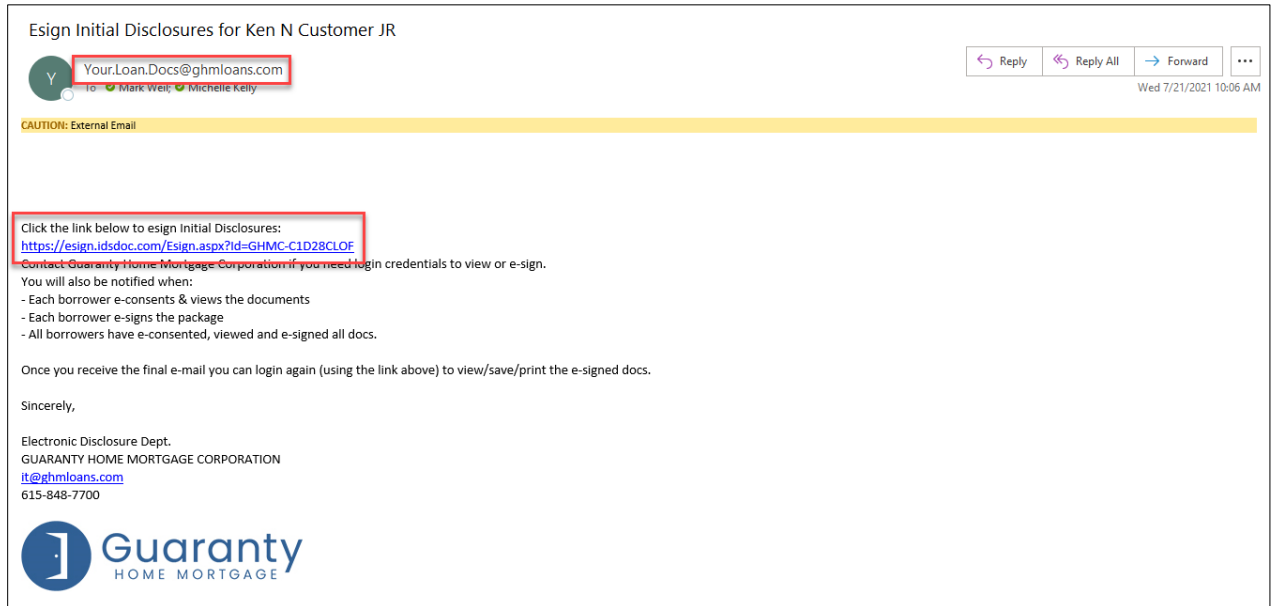 Esign Initial Disclosures for Ken N Customer JR
Y
Your.Loan.Docs@ghmloans.com
To Mark Weil; Michelle Kelly
Reply
Reply All
Forward
Wed 7/21/2021 10:06 AM
CAUTION: External Email
Click the link below to esign Initial Disclosures:
https://esign.idsdoc.com/Esign.aspx?Id=GHMC-C1D28CLOF
Contact Guaranty Home Mortgage Corporation if you need login credentials to view or e-sign.
You will also be notified when:
- Each borrower e-consents & views the documents
- Each borrower e-signs the package
- All borrowers have e-consented, viewed and e-signed all docs.
Once you receive the final e-mail you can login again (using the link above) to view/save/print the e-signed docs.
Sincerely,
Electronic Disclosure Dept.
GUARANTY HOME MORTGAGE CORPORATION
it@ghmloans.com
615-848-7700
Guaranty
HOME MORTGAGE